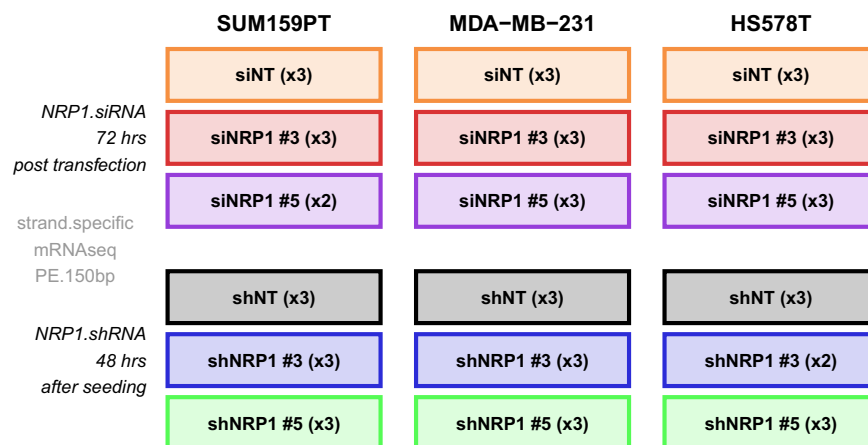 SUM159PT MDA−MB−231 HS578T
siNT (x3) siNT (x3) siNT (x3)
NRP1.siRNA
72 hrs
post transfection
siNRP1 #3 (x3) siNRP1 #3 (x3) siNRP1 #3 (x3)
siNRP1 #5 (x2) siNRP1 #5 (x3) siNRP1 #5 (x3)
strand.specific
mRNAseq
PE.150bp
shNT (x3) shNT (x3) shNT (x3)
NRP1.shRNA
48 hrs
after seeding
shNRP1 #3 (x3) shNRP1 #3 (x3) shNRP1 #3 (x2)
shNRP1 #5 (x3) shNRP1 #5 (x3) shNRP1 #5 (x3)